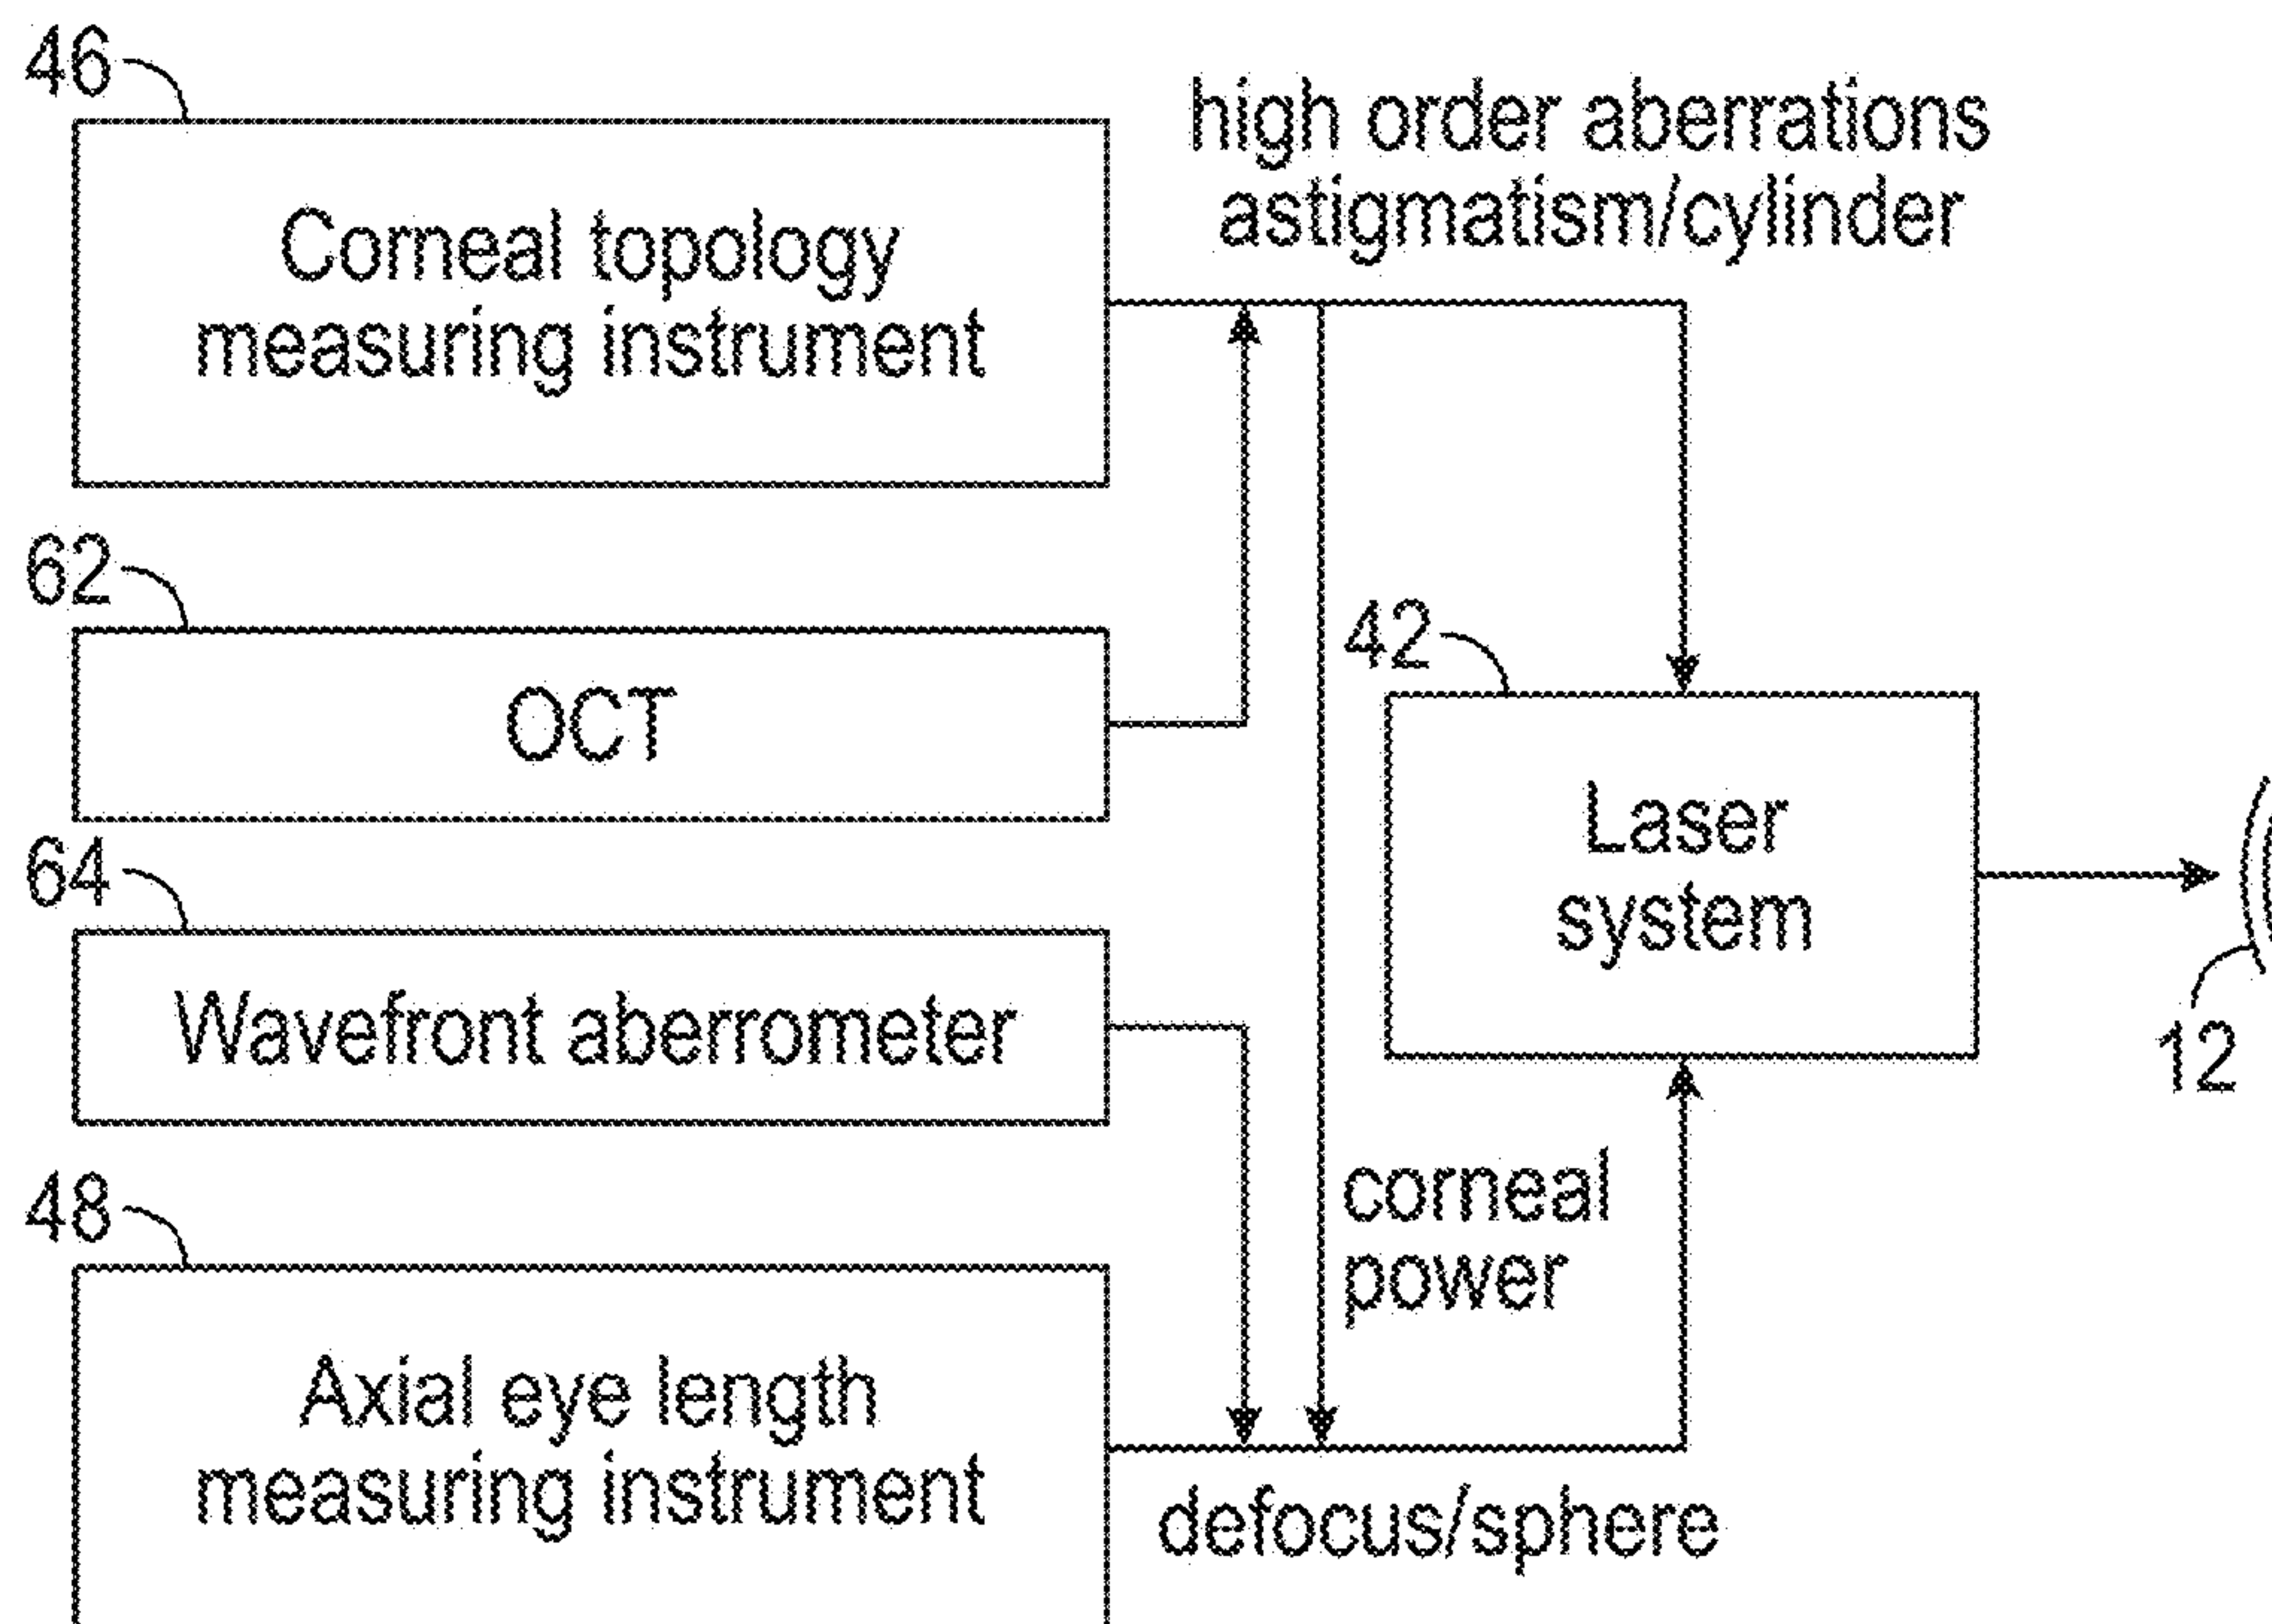 46
high order aberrations
astigmatism/cylinder
Corneal topology
measuring instrument
62
OCT
42
Laser
system
64
Wavefront aberrometer
12
corneal
power
48
Axial eye length
measuring instrument
defocus/sphere